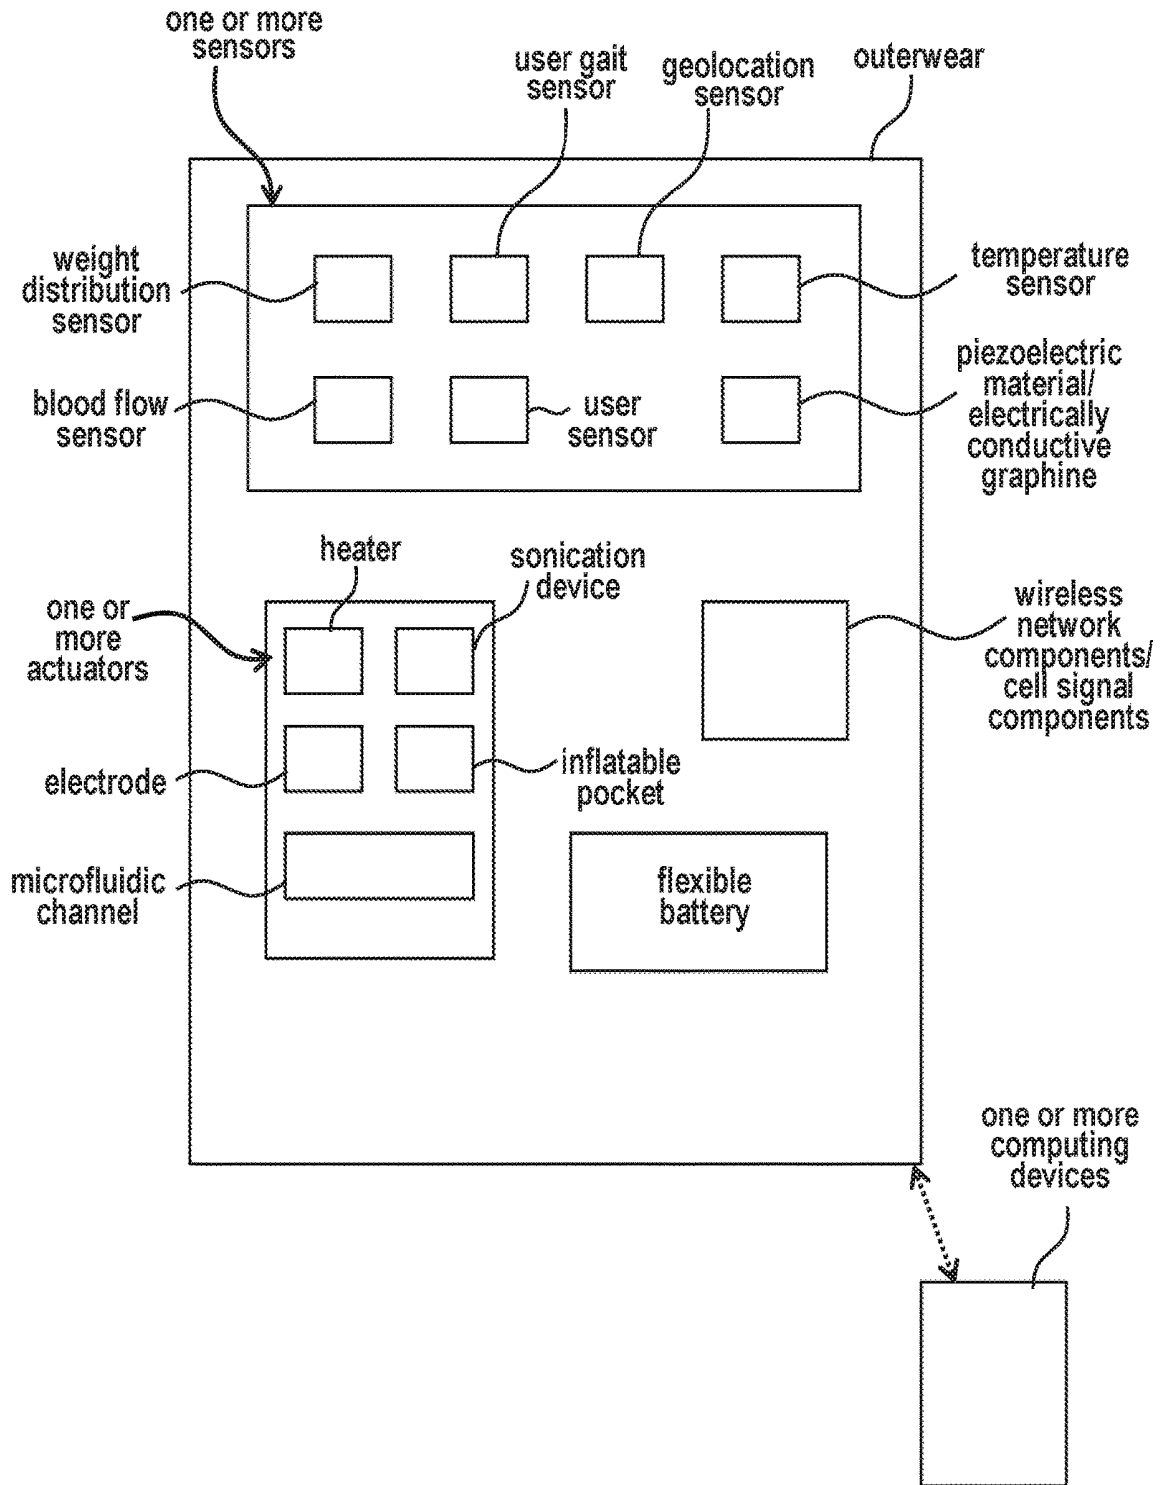 one or more
sensors
user gait
sensor
geolocation
sensor
outerwear
weight
distribution
sensor
temperature
sensor
blood flow
sensor
user
sensor
piezoelectric
material/
electrically
conductive
graphine
heater
sonication
device
one or
more
actuators
wireless
network
components/
cell signal
components
electrode
inflatable
pocket
microfluidic
channel
flexible
battery
one or more
computing
devices